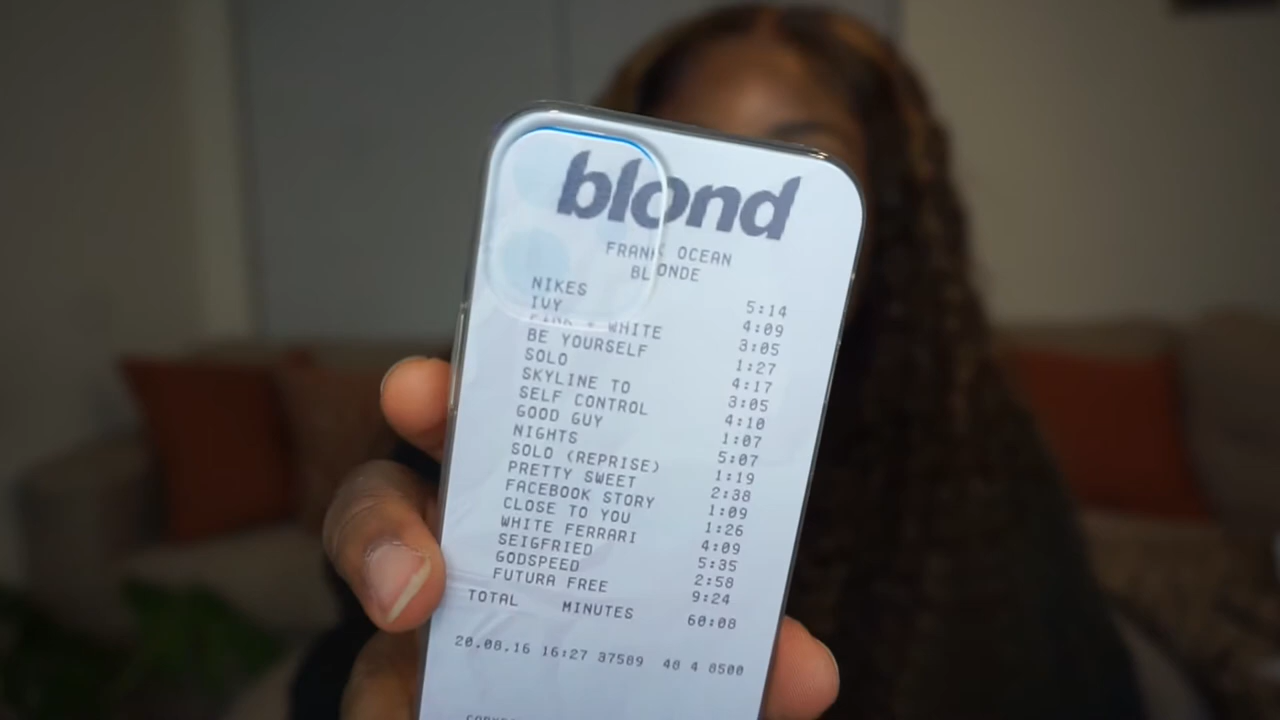 blond
FRANK OCEAN
BLONDE
NIKES 5:14
IVY 4:09
PINK + WHITE 3:05
BE YOURSELF 1:27
SOLO 4:17
SKYLINE TO 3:05
SELF CONTROL 4:10
GOOD GUY 1:07
NIGHTS 5:07
SOLO (REPRISE) 1:19
PRETTY SWEET 2:38
FACEBOOK STORY 1:09
CLOSE TO YOU 1:26
WHITE FERRARI 4:09
SEIGFRIED 5:35
GODSPEED 2:58
FUTURA FREE 9:24
TOTAL MINUTES 60:08
20.08.16 16:27 37589 48 4 8500